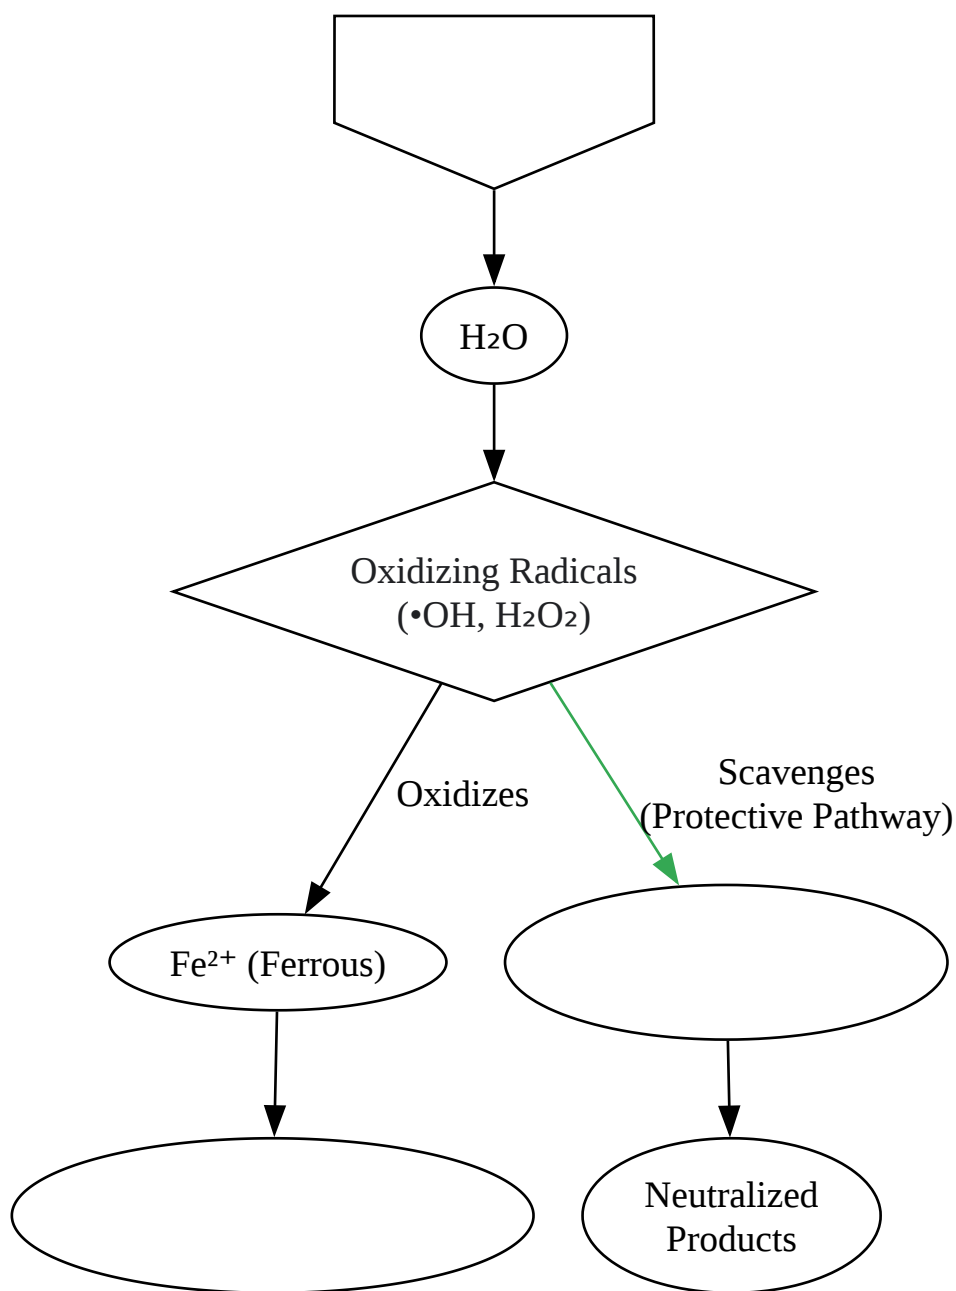 H₂O
Oxidizing Radicals
(•OH, H₂O₂)
Oxidizes
Scavenges
(Protective Pathway)
Fe²⁺ (Ferrous)
Neutralized
Products